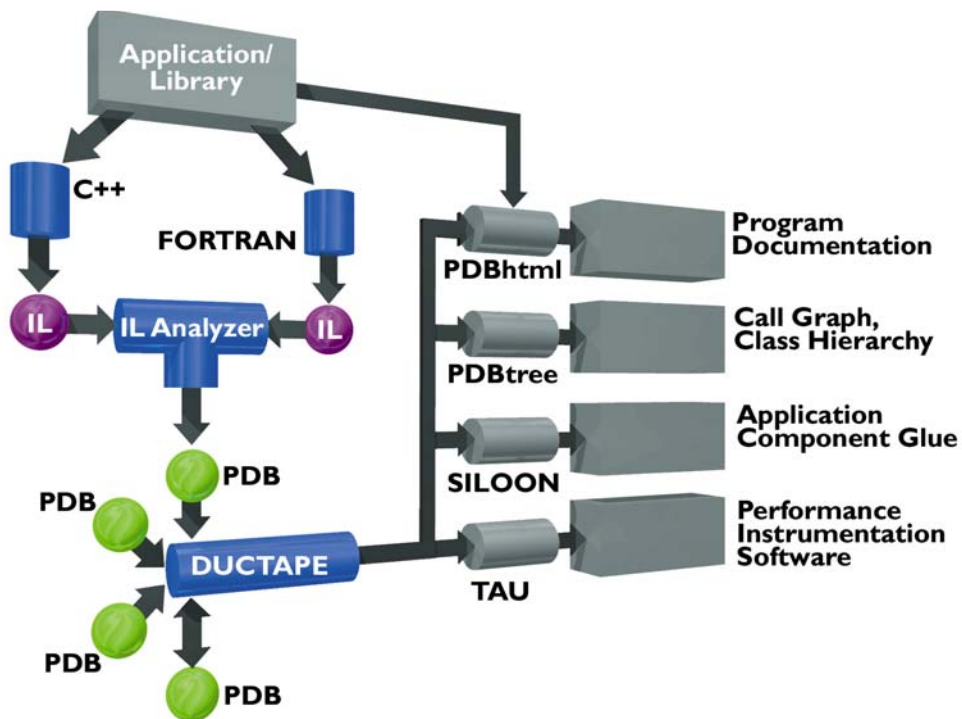 Application/
Library
C++
FORTRAN
IL
IL Analyzer
IL
PDB
PDB
DUCTAPE
PDB
PDB
PDBhtml
Program
Documentation
PDBtree
Call Graph,
Class Hierarchy
SILOON
Application
Component Glue
TAU
Performance
Instrumentation
Software